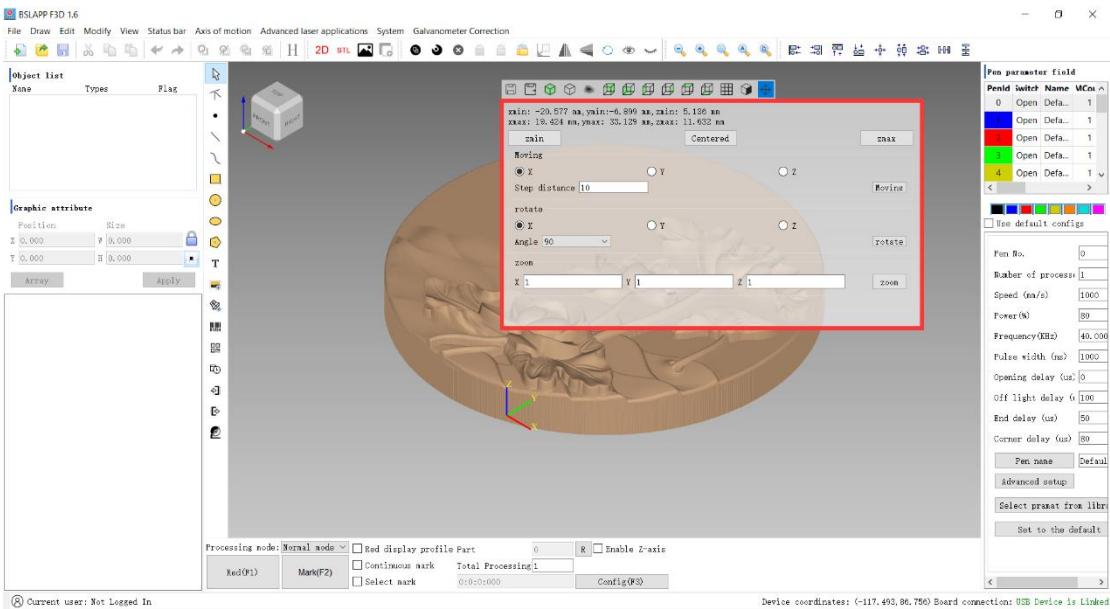 BSLAPP F3D 1.6
File Draw Edit Modify View Status bar Axis of motion Advanced laser applications System Galvanometer Correction
H 2D STL
Object list
Name Types Flag
Graphic attribute
Position Size
X 0.000 W 0.000
Y 0.000 H 0.000
Array Apply
T
TOP
FRONT RIGHT
xmin: -20.577 mm,ymin:-6.899 mm,zmin: 5.136 mm
xmax: 19.424 mm,ymax: 33.129 mm,zmax: 11.632 mm
zmin Centered zmax
Moving
X Y Z
Step distance 10 Moving
rotate
X Y Z
Angle 90 rotate
zoom
X 1 Y 1 Z 1 zoom
Z
Y
X
Pen paramotor field
PenId Switch Name MCou
0 Open Defa... 1
1 Open Defa... 1
2 Open Defa... 1
3 Open Defa... 1
4 Open Defa... 1
Use default configs
Pen No. 0
Number of process 1
Speed (mm/s) 1000
Power(%) 80
Frequency(KHz) 40.000
Pulse width (ns) 1000
Opening delay (us) 0
Off light delay ( 100
End delay (us) 50
Corner delay (us) 80
Pen name Defaul
Advanced setup
Select pramat from libra
Set to the default
Processing mode: Normal mode Red display profile Part 0 R Enable Z-axis
Red(F1) Mark(F2) Continuous mark Total Processing 1
Select mark 0:0:0:000 Config(F3)
Current user: Not Logged In Device coordinates: (-117.493,86.756) Board connection: USB Device is Linked